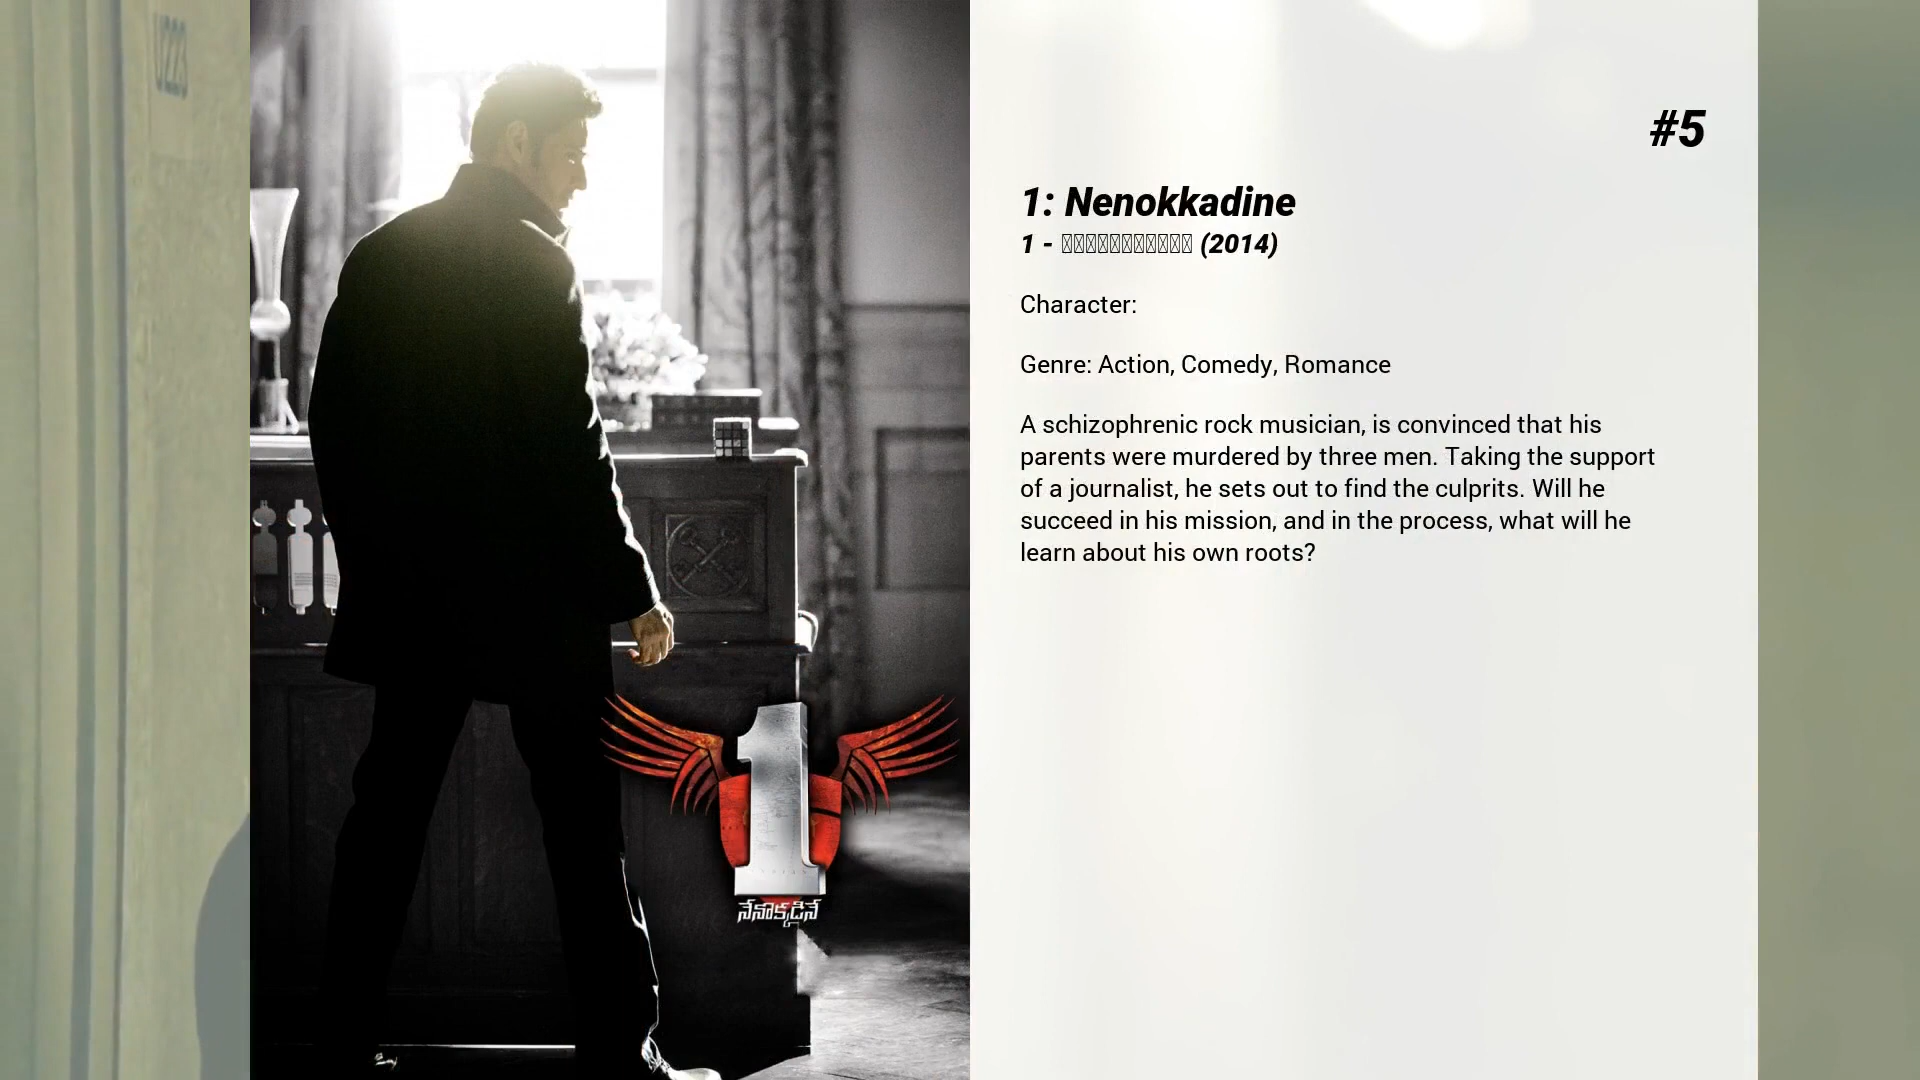 U223
#5
1: Nenokkadine
1 - (2014)
Character:
Genre: Action, Comedy, Romance
A schizophrenic rock musician, is convinced that his
parents were murdered by three men. Taking the support
of a journalist, he sets out to find the culprits. Will he
succeed in his mission, and in the process, what will he
learn about his own roots?
1
నేనొక్కడినే